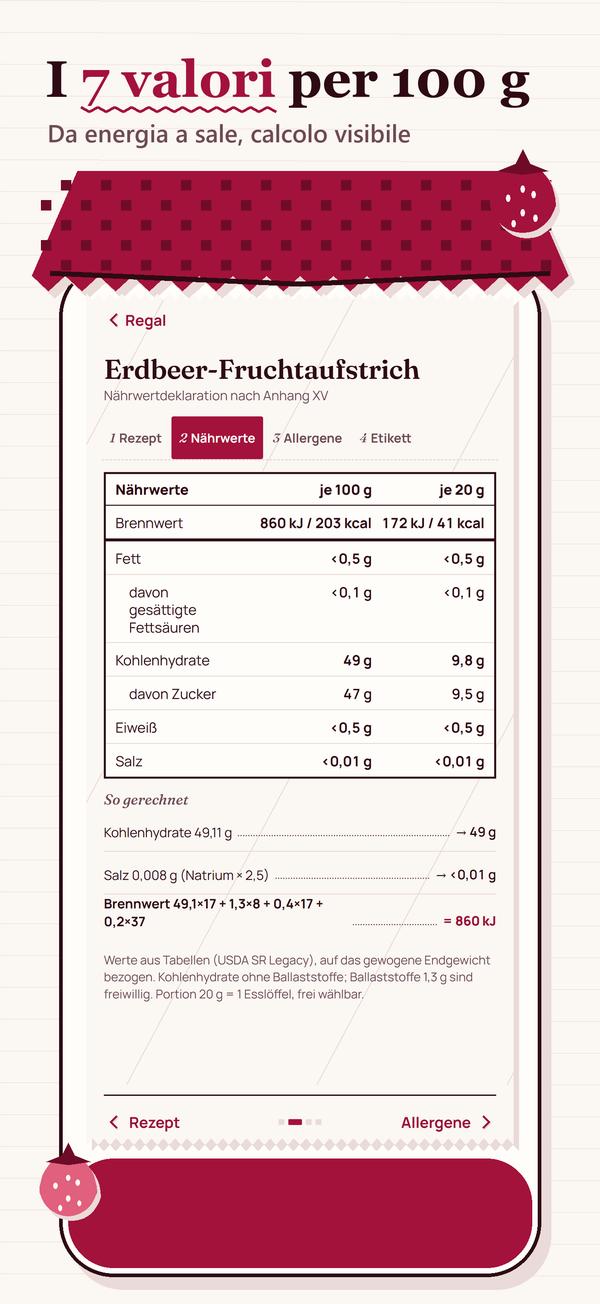 I 7 valori per 100 g
Da energia a sale, calcolo visibile
Regal
Erdbeer-Fruchtaufstrich
Nährwertdeklaration nach Anhang XV
1 Rezept 2 Nährwerte 3 Allergene 4 Etikett
Nährwerte je 100 g je 20 g
Brennwert 860 kJ / 203 kcal 172 kJ / 41 kcal
Fett <0,5 g <0,5 g
davon <0,1 g <0,1 g
gesättigte
Fettsäuren
Kohlenhydrate 49 g 9,8 g
davon Zucker 47 g 9,5 g
Eiweiß <0,5 g <0,5 g
Salz <0,01 g <0,01 g
So gerechnet
Kohlenhydrate 49,11 g → 49 g
Salz 0,008 g (Natrium × 2,5) → <0,01 g
Brennwert 49,1×17 + 1,3×8 + 0,4×17 +
0,2×37 = 860 kJ
Werte aus Tabellen (USDA SR Legacy), auf das gewogene Endgewicht
bezogen. Kohlenhydrate ohne Ballaststoffe; Ballaststoffe 1,3 g sind
freiwillig. Portion 20 g = 1 Esslöffel, frei wählbar.
Rezept Allergene